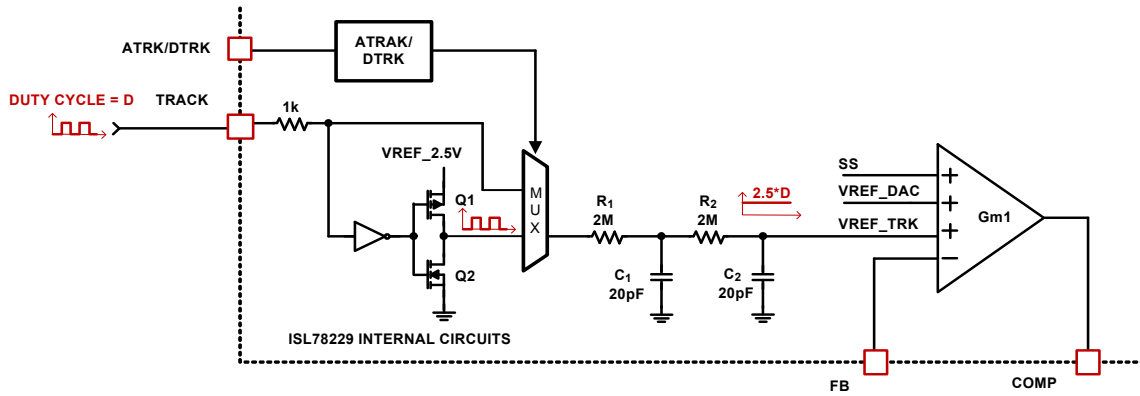 ATRK/DTRK
ATRAK/
DTRK
DUTY CYCLE = D
TRACK
1k
VREF_2.5V
Q1
Q2
MUX
R1
2M
R2
2M
2.5*D
C1
20pF
C2
20pF
SS
VREF_DAC
VREF_TRK
+
+
+
−
Gm1
ISL78229 INTERNAL CIRCUITS
FB
COMP